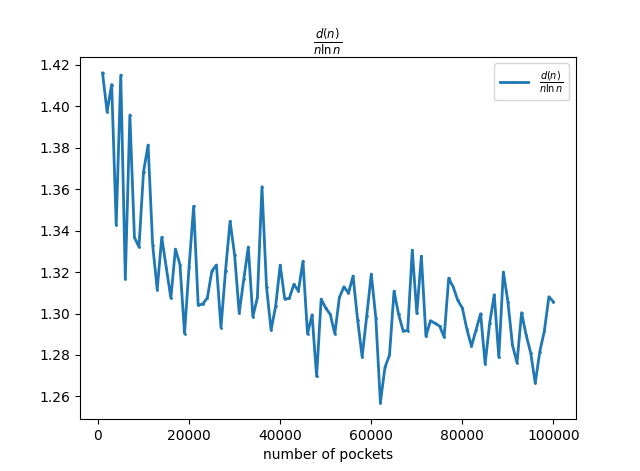 d(n)/(n ln n)
d(n)/(n ln n)
1.42
1.40
1.38
1.36
1.34
1.32
1.30
1.28
1.26
0 20000 40000 60000 80000 100000
number of pockets